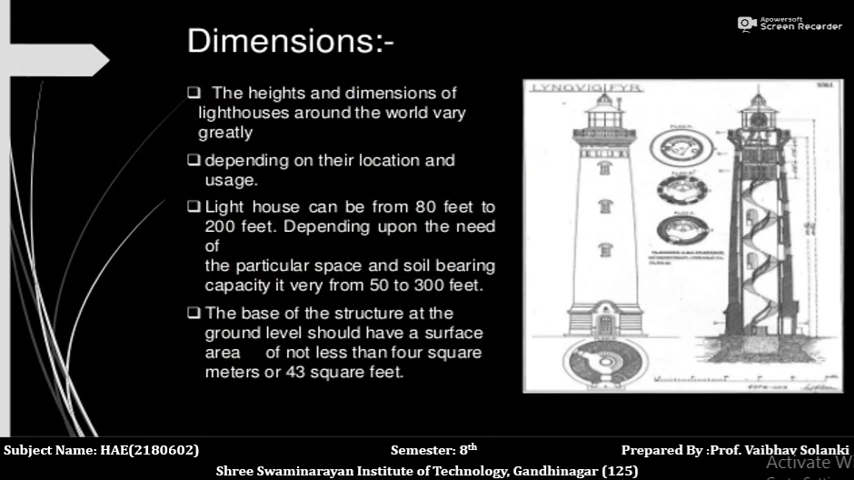 Apowersoft
Screen Recorder
Dimensions:-
The heights and dimensions of
lighthouses around the world vary
greatly
depending on their location and
usage.
Light house can be from 80 feet to
200 feet. Depending upon the need
of
the particular space and soil bearing
capacity it very from 50 to 300 feet.
The base of the structure at the
ground level should have a surface
area of not less than four square
meters or 43 square feet.
LYNGVIG FYR
Subject Name: HAE(2180602) Semester: 8th Prepared By :Prof. Vaibhav Solanki
Shree Swaminarayan Institute of Technology, Gandhinagar (125)
Activate W